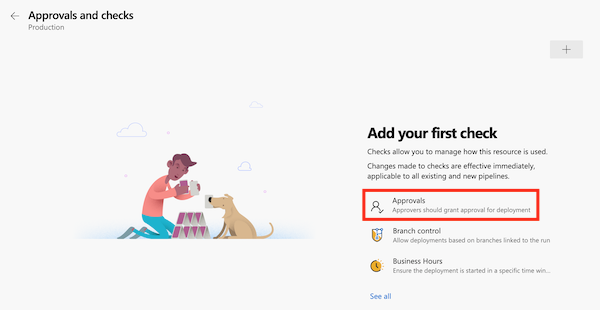 Approvals and checks
Production
Add your first check
Checks allow you to manage how this resource is used.
Changes made to checks are effective immediately,
applicable to all existing and new pipelines.
Approvals
Approvers should grant approval for deployment
Branch control
Allow deployments based on branches linked to the run
Business Hours
Ensure the deployment is started in a specific time win...
See all